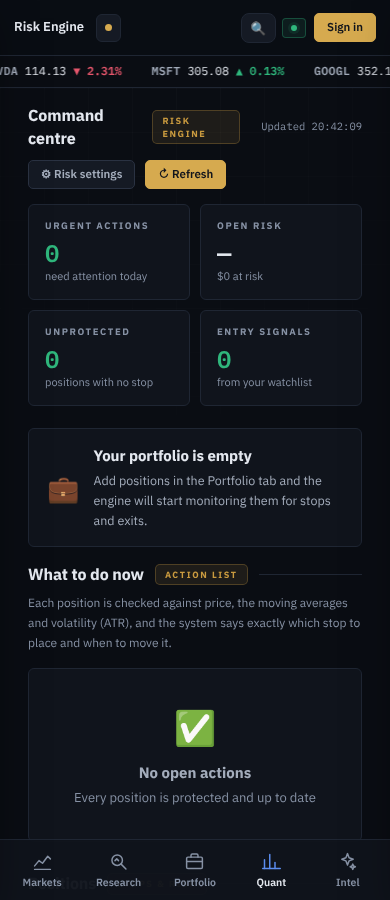 Risk Engine
Sign in
VDA 114.13 ▼ 2.31% MSFT 305.08 ▲ 0.13% GOOGL 352.1
Command centre
RISK ENGINE
Updated 20:42:09
⚙ Risk settings
↻ Refresh
URGENT ACTIONS
0
need attention today
OPEN RISK
—
$0 at risk
UNPROTECTED
0
positions with no stop
ENTRY SIGNALS
0
from your watchlist
Your portfolio is empty
Add positions in the Portfolio tab and the
engine will start monitoring them for stops
and exits.
What to do now
ACTION LIST
Each position is checked against price, the moving averages
and volatility (ATR), and the system says exactly which stop to
place and when to move it.
No open actions
Every position is protected and up to date
Markets
Research
Portfolio
Quant
Intel